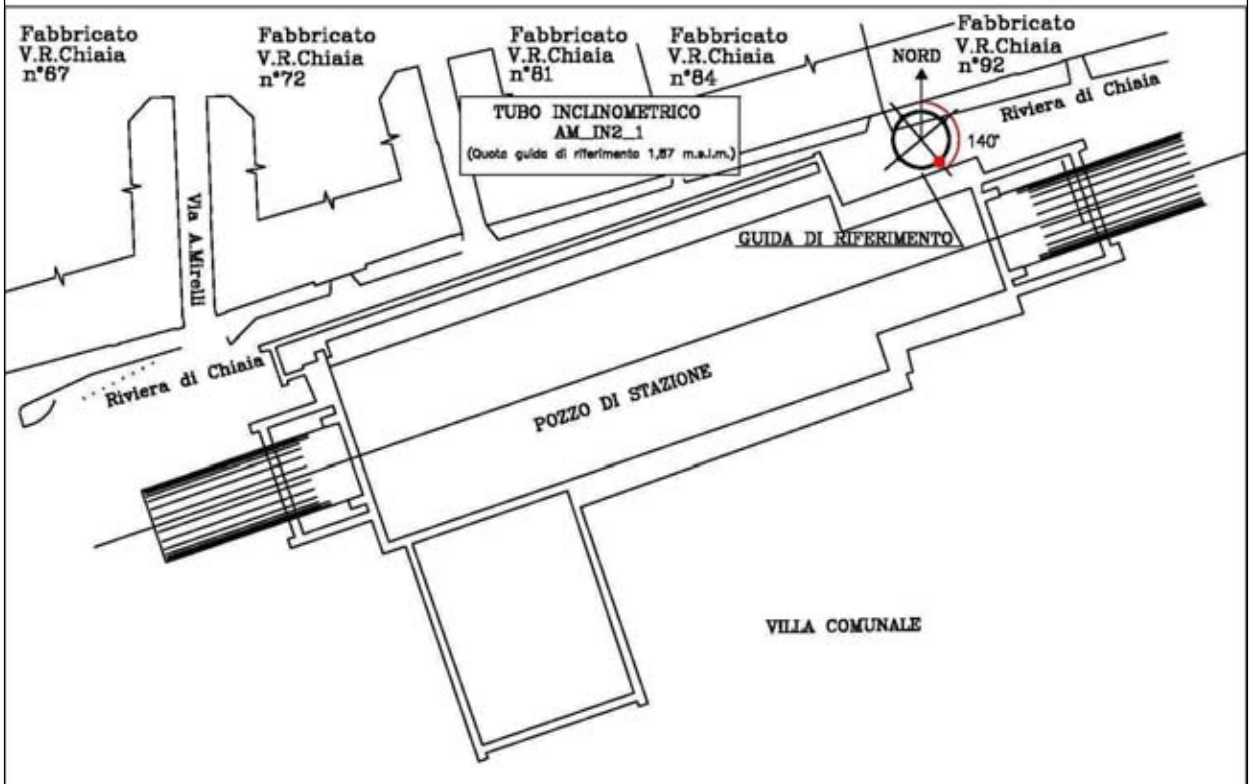 Fabbricato
V.R.Chiaia
n°67
Fabbricato
V.R.Chiaia
n°72
Fabbricato
V.R.Chiaia
n°81
Fabbricato
V.R.Chiaia
n°84
Fabbricato
V.R.Chiaia
n°92
NORD
TUBO INCLINOMETRICO
AM_IN2_1
(Quota guida di riferimento 1,57 m.s.l.m.)
Riviera di Chiaia
140°
Via A.Mirelli
GUIDA DI RIFERIMENTO
Riviera di Chiaia
POZZO DI STAZIONE
VILLA COMUNALE